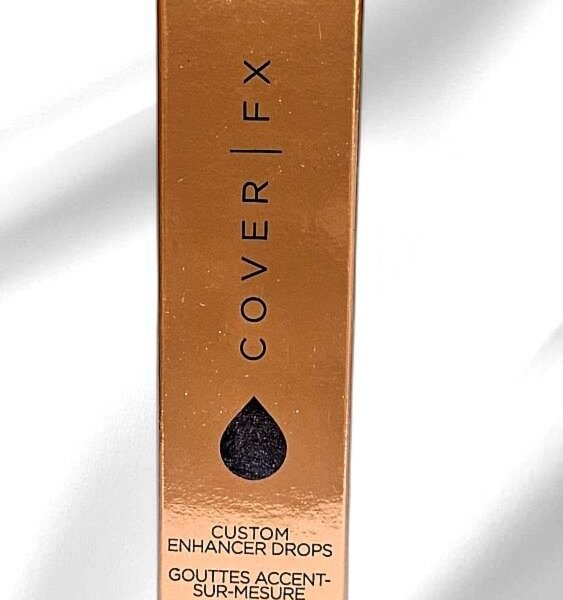 COVER | FX
CUSTOM
ENHANCER DROPS
GOUTTES ACCENT-
SUR-MESURE